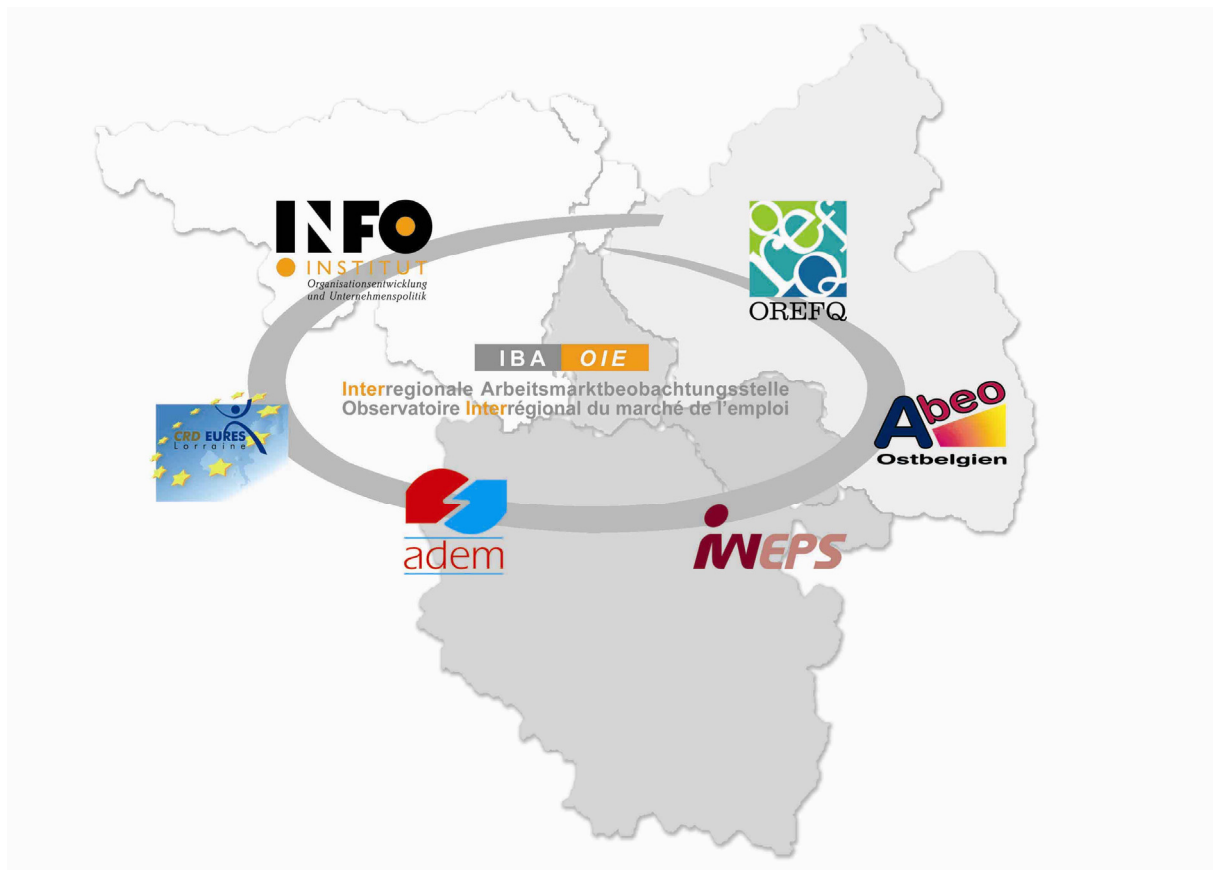 INFO
INSTITUT
Organisationsentwicklung
und Unternehmenspolitik
orefQ
OREFQ
IBA OIE
Interregionale Arbeitsmarktbeobachtungsstelle
Observatoire Interrégional du marché de l'emploi
CRD EURES
Lorraine
Abeo
Ostbelgien
adem
iWEPS